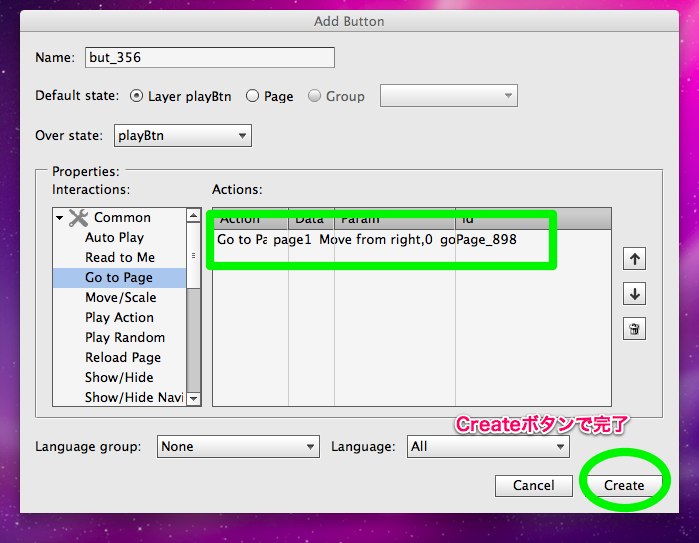 Add Button
Name: but_356
Default state: Layer playBtn Page Group
Over state: playBtn
Properties:
Interactions: Actions:
Common
Auto Play
Read to Me
Go to Page
Move/Scale
Play Action
Play Random
Reload Page
Show/Hide
Show/Hide Navi
Action Data Param Id
Go to Pa page1 Move from right,0 goPage_898
Createボタンで完了
Language group: None Language: All
Cancel Create